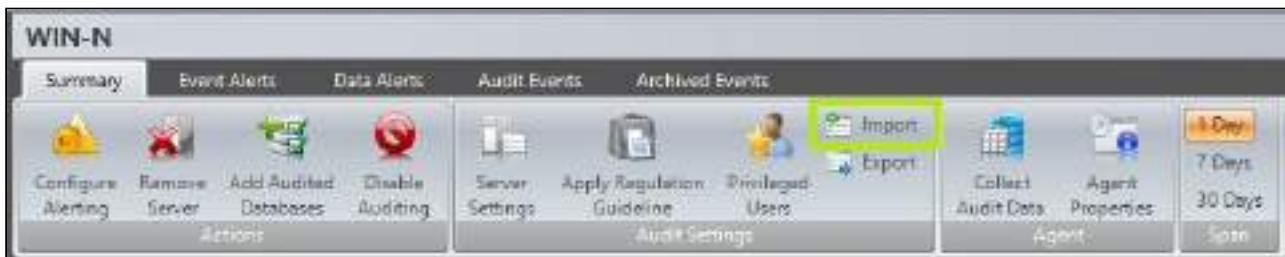 WIN-N
Summary Event Alerts Data Alerts Audit Events Archived Events
Import
Export
1 Day
7 Days
30 Days
Configure Alerting
Remove Server
Add Audited Databases
Disable Auditing
Server Settings
Apply Regulation Guideline
Privileged Users
Collect Audit Data
Agent Properties
Actions
Audit Settings
Agent
Span